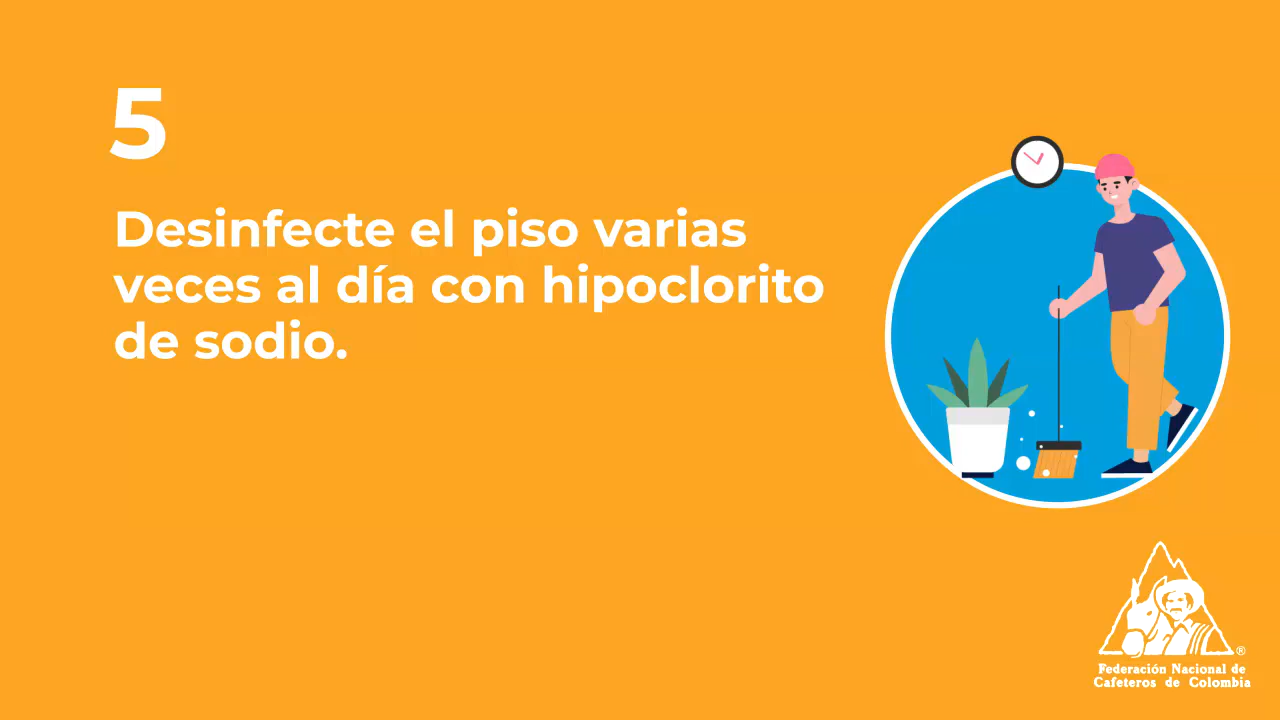 5
Desinfecte el piso varias
veces al día con hipoclorito
de sodio.
®
Federación Nacional de
Cafeteros de Colombia